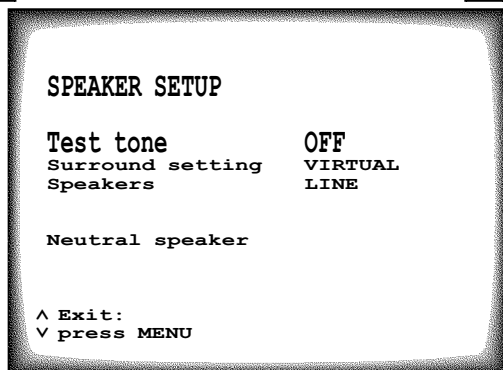 SPEAKER SETUP
Test tone OFF
Surround setting VIRTUAL
Speakers LINE
Neutral speaker
^ Exit:
v press MENU